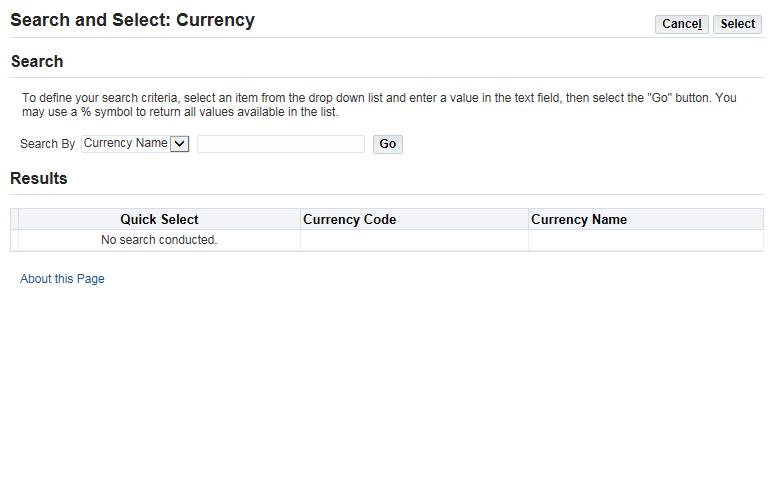 Search and Select: Currency
Cancel Select
Search
To define your search criteria, select an item from the drop down list and enter a value in the text field, then select the "Go" button. You
may use a % symbol to return all values available in the list.
Search By Currency Name Go
Results
Quick Select Currency Code Currency Name
No search conducted.
About this Page